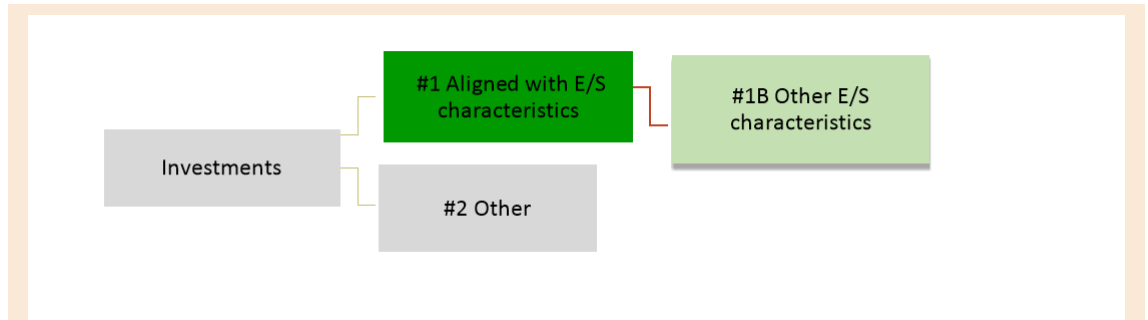 #1 Aligned with E/S
characteristics
#1B Other E/S
characteristics
Investments
#2 Other